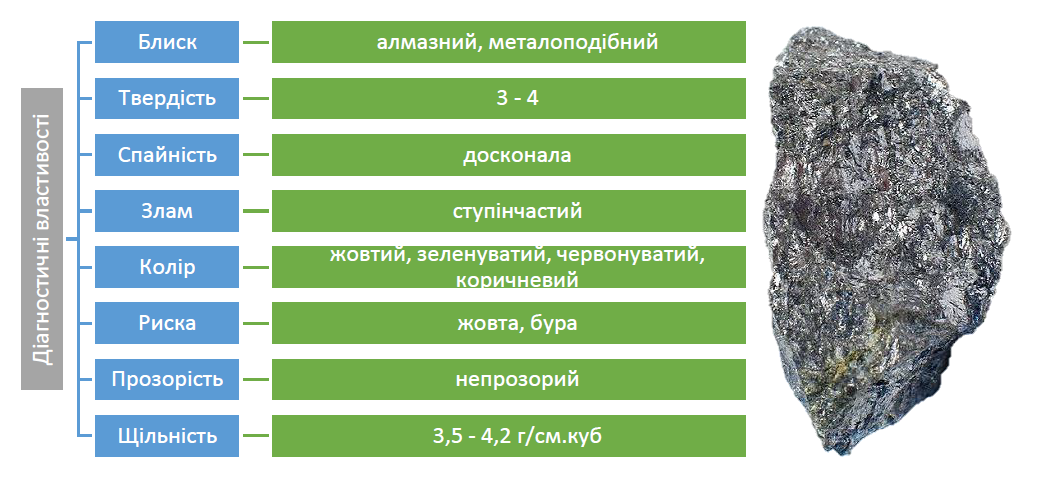 Діагностичні властивості
Блиск
алмазний, металоподібний
Твердість
3 - 4
Спайність
досконала
Злам
ступінчастий
Колір
жовтий, зеленуватий, червонуватий,
коричневий
Риска
жовта, бура
Прозорість
непрозорий
Щільність
3,5 - 4,2 г/см.куб